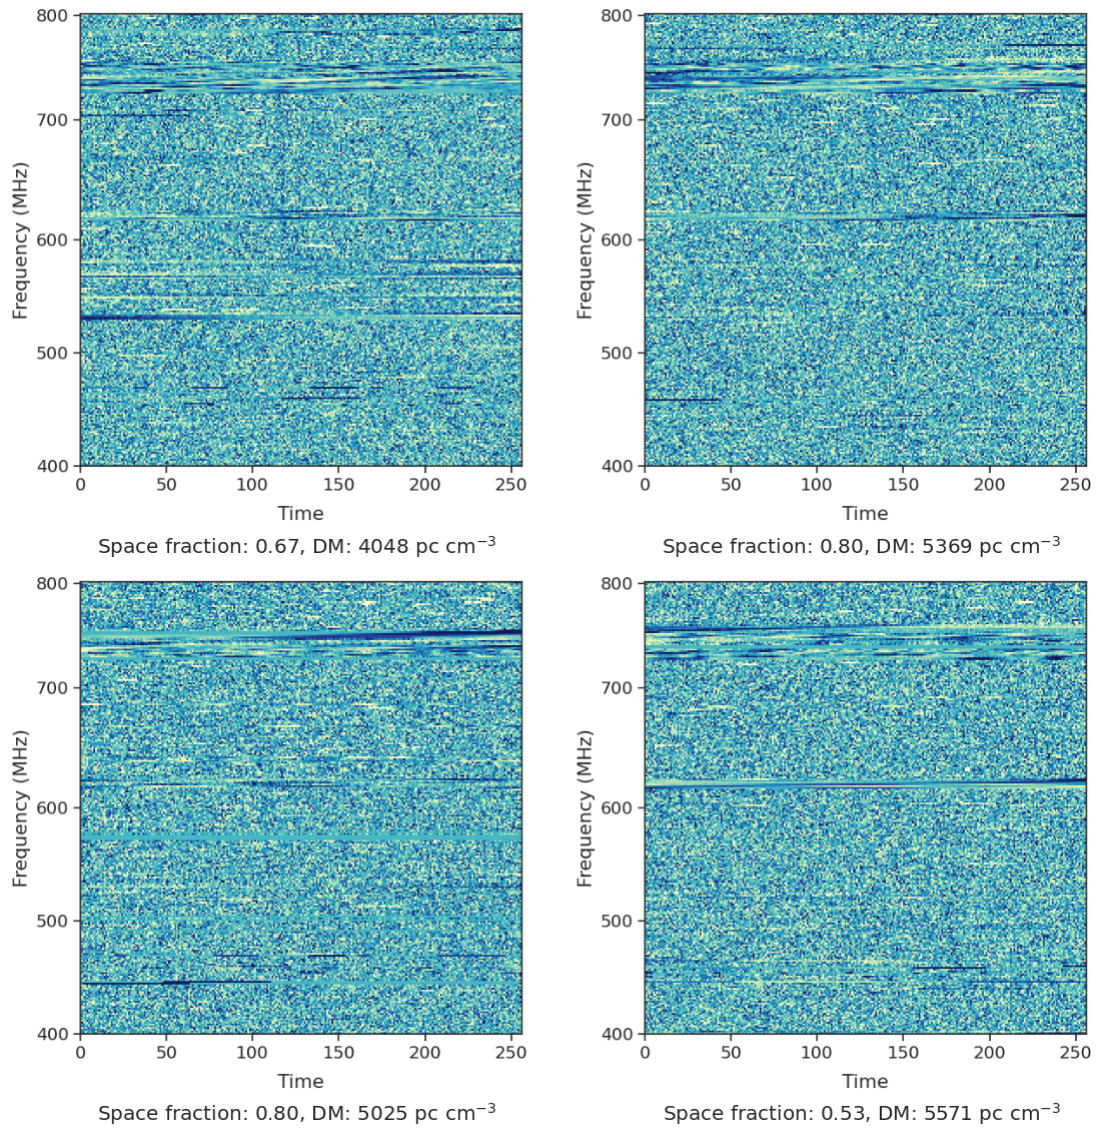 800
700
600
500
400
Frequency (MHz)
0 50 100 150 200 250
Time
Space fraction: 0.67, DM: 4048 pc cm⁻³
800
700
600
500
400
Frequency (MHz)
0 50 100 150 200 250
Time
Space fraction: 0.80, DM: 5369 pc cm⁻³
800
700
600
500
400
Frequency (MHz)
0 50 100 150 200 250
Time
Space fraction: 0.80, DM: 5025 pc cm⁻³
800
700
600
500
400
Frequency (MHz)
0 50 100 150 200 250
Time
Space fraction: 0.53, DM: 5571 pc cm⁻³